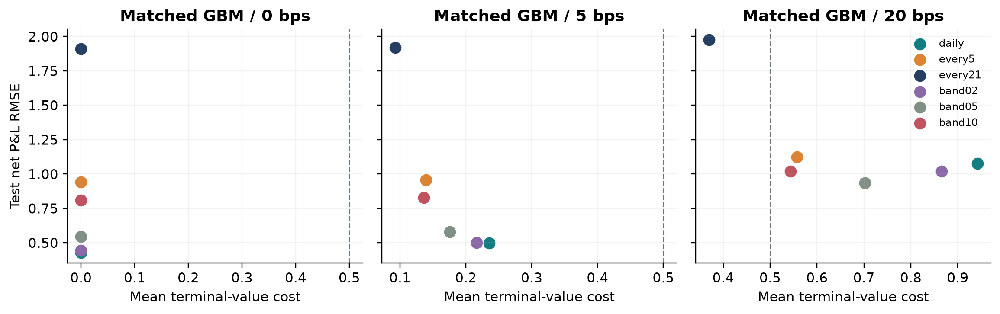 Matched GBM / 0 bps
Matched GBM / 5 bps
Matched GBM / 20 bps
Test net P&L RMSE
2.00
1.75
1.50
1.25
1.00
0.75
0.50
daily
every5
every21
band02
band05
band10
0.0 0.1 0.2 0.3 0.4 0.5
0.1 0.2 0.3 0.4 0.5
0.4 0.5 0.6 0.7 0.8 0.9
Mean terminal-value cost
Mean terminal-value cost
Mean terminal-value cost